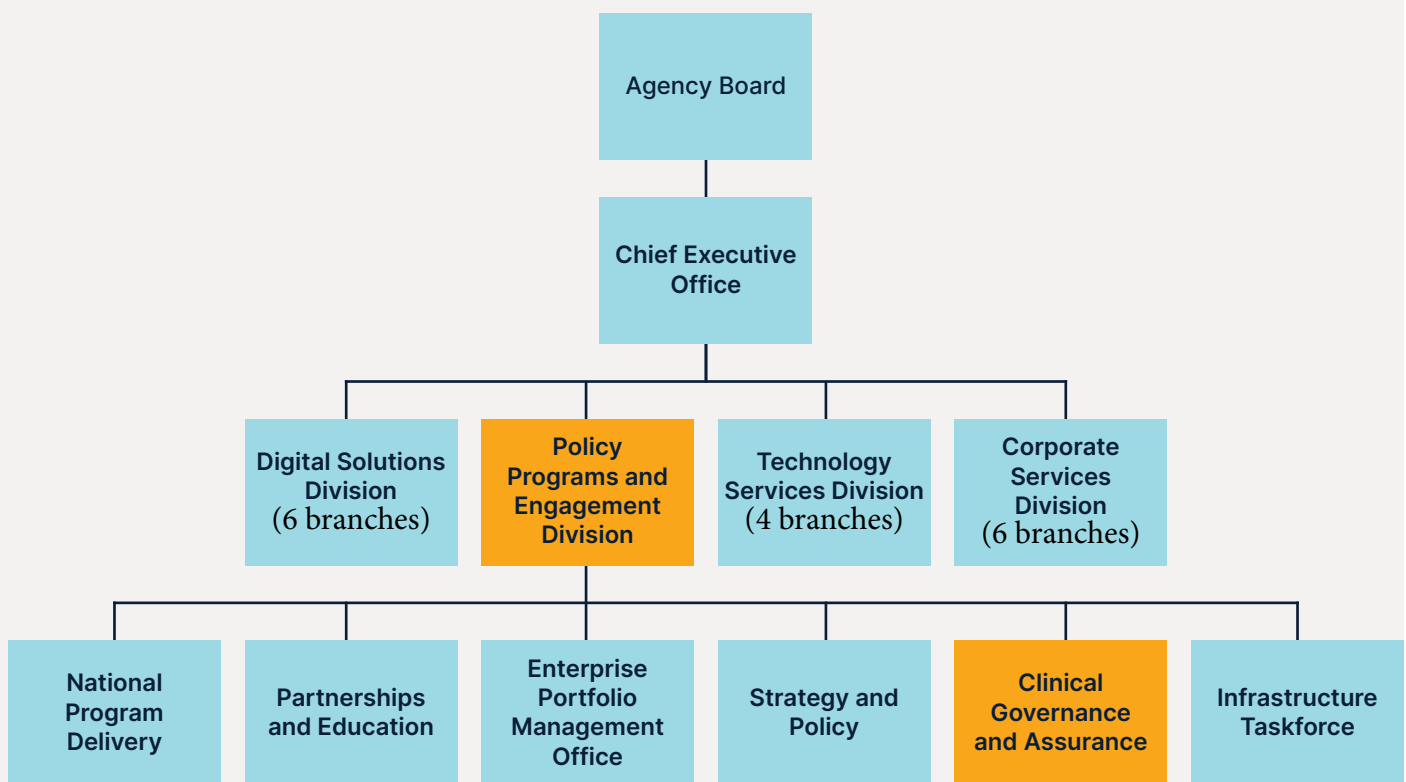 Agency Board
Chief Executive
Office
Digital Solutions
Division
(6 branches)
Policy
Programs and
Engagement
Division
Technology
Services Division
(4 branches)
Corporate
Services
Division
(6 branches)
National
Program
Delivery
Partnerships
and Education
Enterprise
Portfolio
Management
Office
Strategy and
Policy
Clinical
Governance
and Assurance
Infrastructure
Taskforce